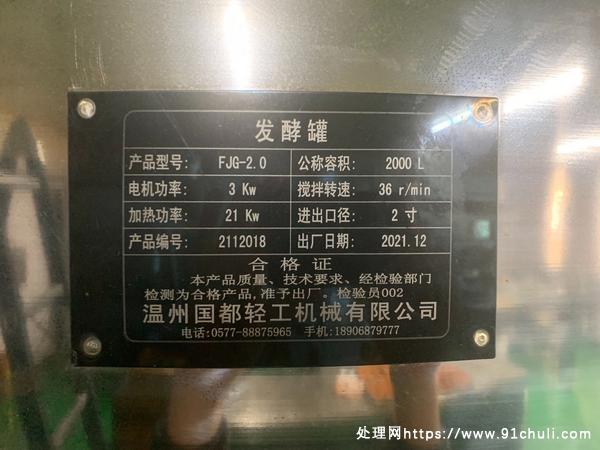 发酵罐
产品型号: FJG-2.0 公称容积: 2000 L
电机功率: 3 Kw 搅拌转速: 36 r/min
加热功率: 21 Kw 进出口径: 2 寸
产品编号: 2112018 出厂日期: 2021.12
合格证
本产品质量、技术要求、经检验部门
检测为合格产品,准予出厂。检验员002
温州国都轻工机械有限公司
电话:0577-88875965 手机:18906879777
处理网https://www.91chuli.com/